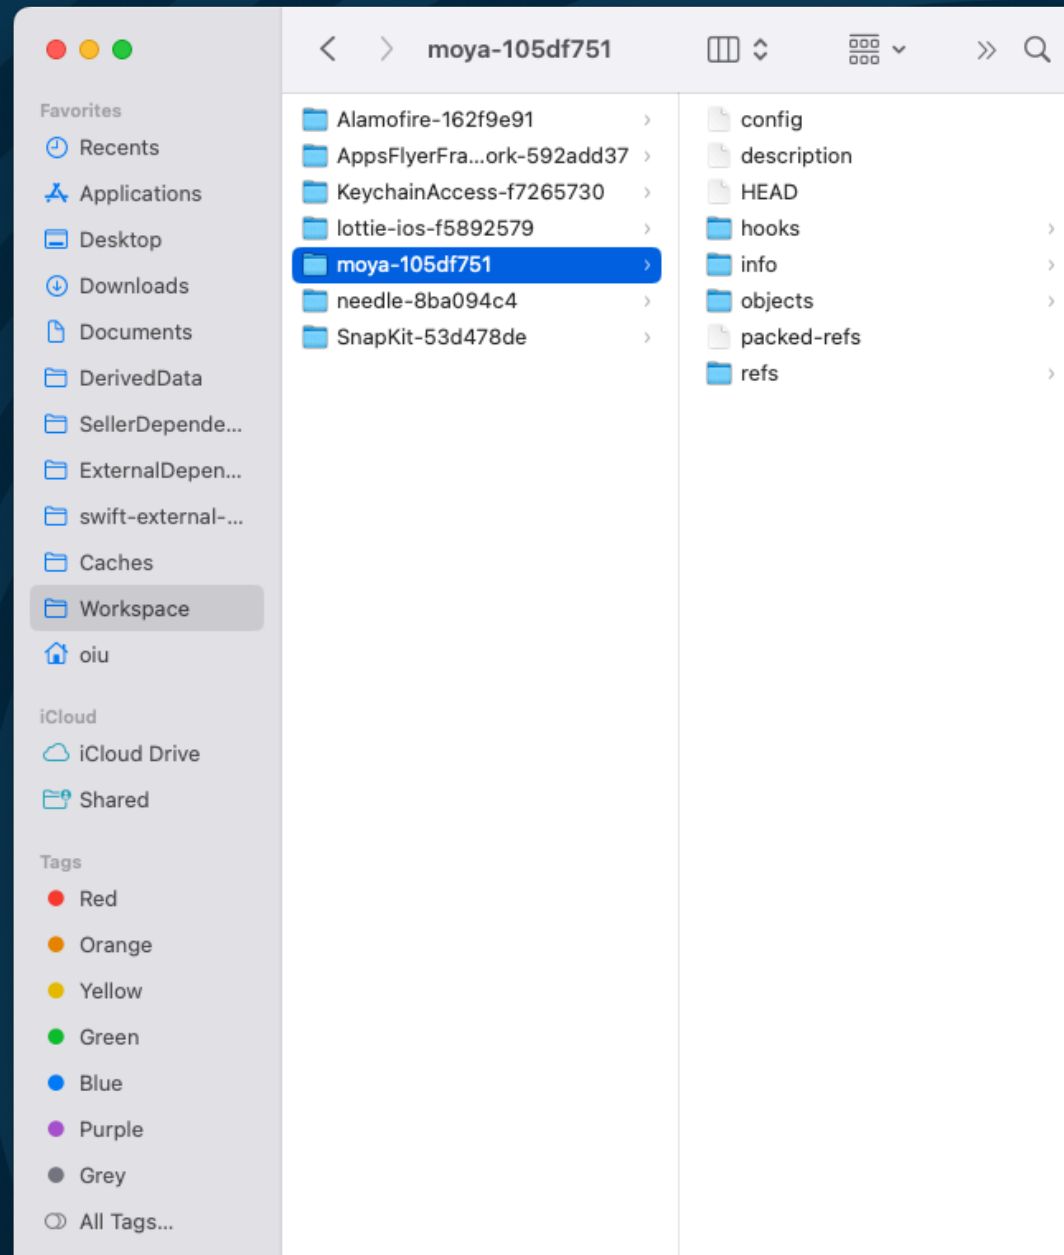 moya-105df751
Favorites
Recents
Applications
Desktop
Downloads
Documents
DerivedData
SellerDepende...
ExternalDepen...
swift-external-...
Caches
Workspace
oiu
iCloud
iCloud Drive
Shared
Tags
Red
Orange
Yellow
Green
Blue
Purple
Grey
All Tags...
Alamofire-162f9e91
AppsFlyerFra...ork-592add37
KeychainAccess-f7265730
lottie-ios-f5892579
moya-105df751
needle-8ba094c4
SnapKit-53d478de
config
description
HEAD
hooks
info
objects
packed-refs
refs